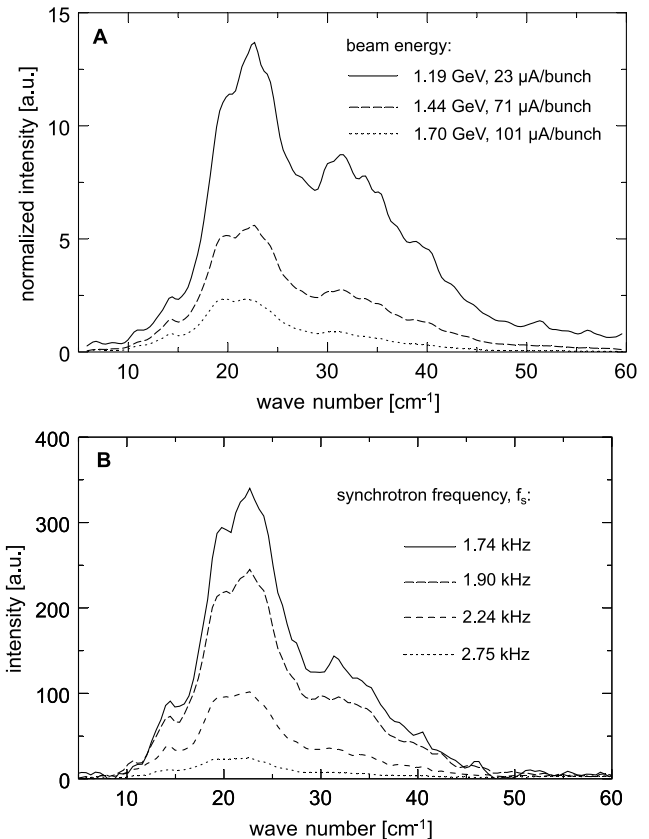 15
A
beam energy:
1.19 GeV, 23 µA/bunch
1.44 GeV, 71 µA/bunch
1.70 GeV, 101 µA/bunch
10
5
0
normalized intensity [a.u.]
10 20 30 40 50 60
wave number [cm-1]
400
B
synchrotron frequency, fs:
1.74 kHz
1.90 kHz
2.24 kHz
2.75 kHz
300
200
100
0
intensity [a.u.]
10 20 30 40 50 60
wave number [cm-1]